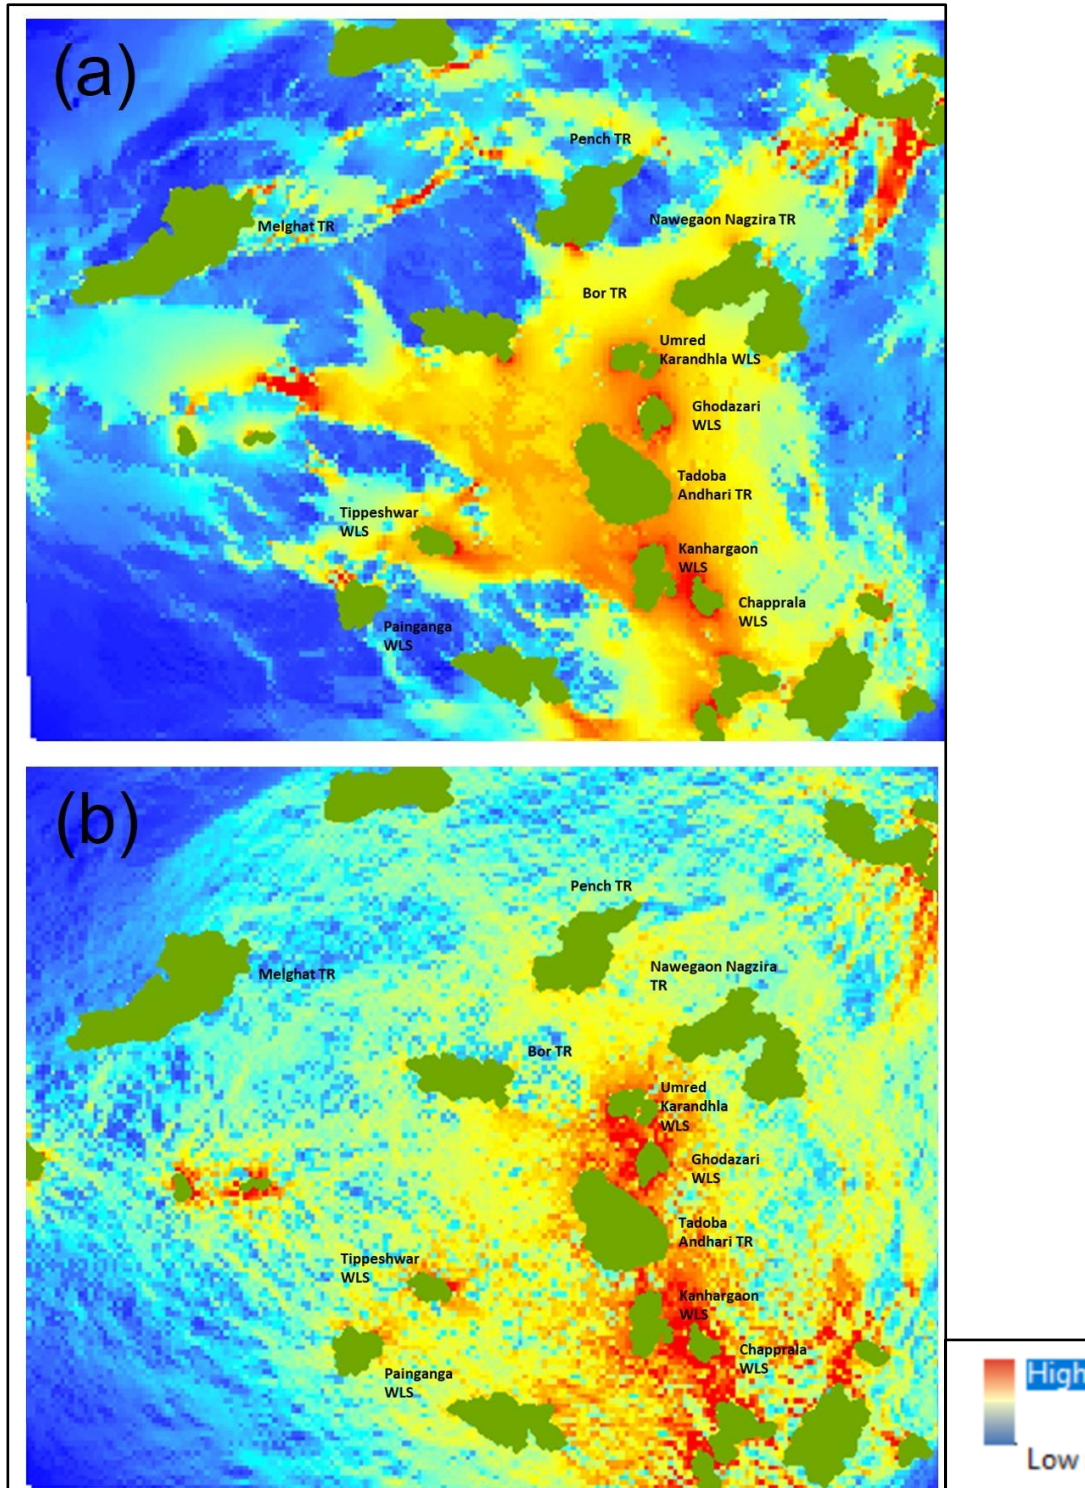 (a)
Pench TR
Melghat TR
Nawegaon Nagzira TR
Bor TR
Umred
Karandhla WLS
Ghodazari
WLS
Tadoba
Andhari TR
Tippeshwar
WLS
Kanhargaon
WLS
Chapprala
WLS
Painganga
WLS
(b)
Pench TR
Melghat TR
Nawegaon Nagzira
TR
Bor TR
Umred
Karandhla
WLS
Ghodazari
WLS
Tadoba
Andhari TR
Tippeshwar
WLS
Kanhargaon
WLS
Chapprala
WLS
Painganga
WLS
High
Low